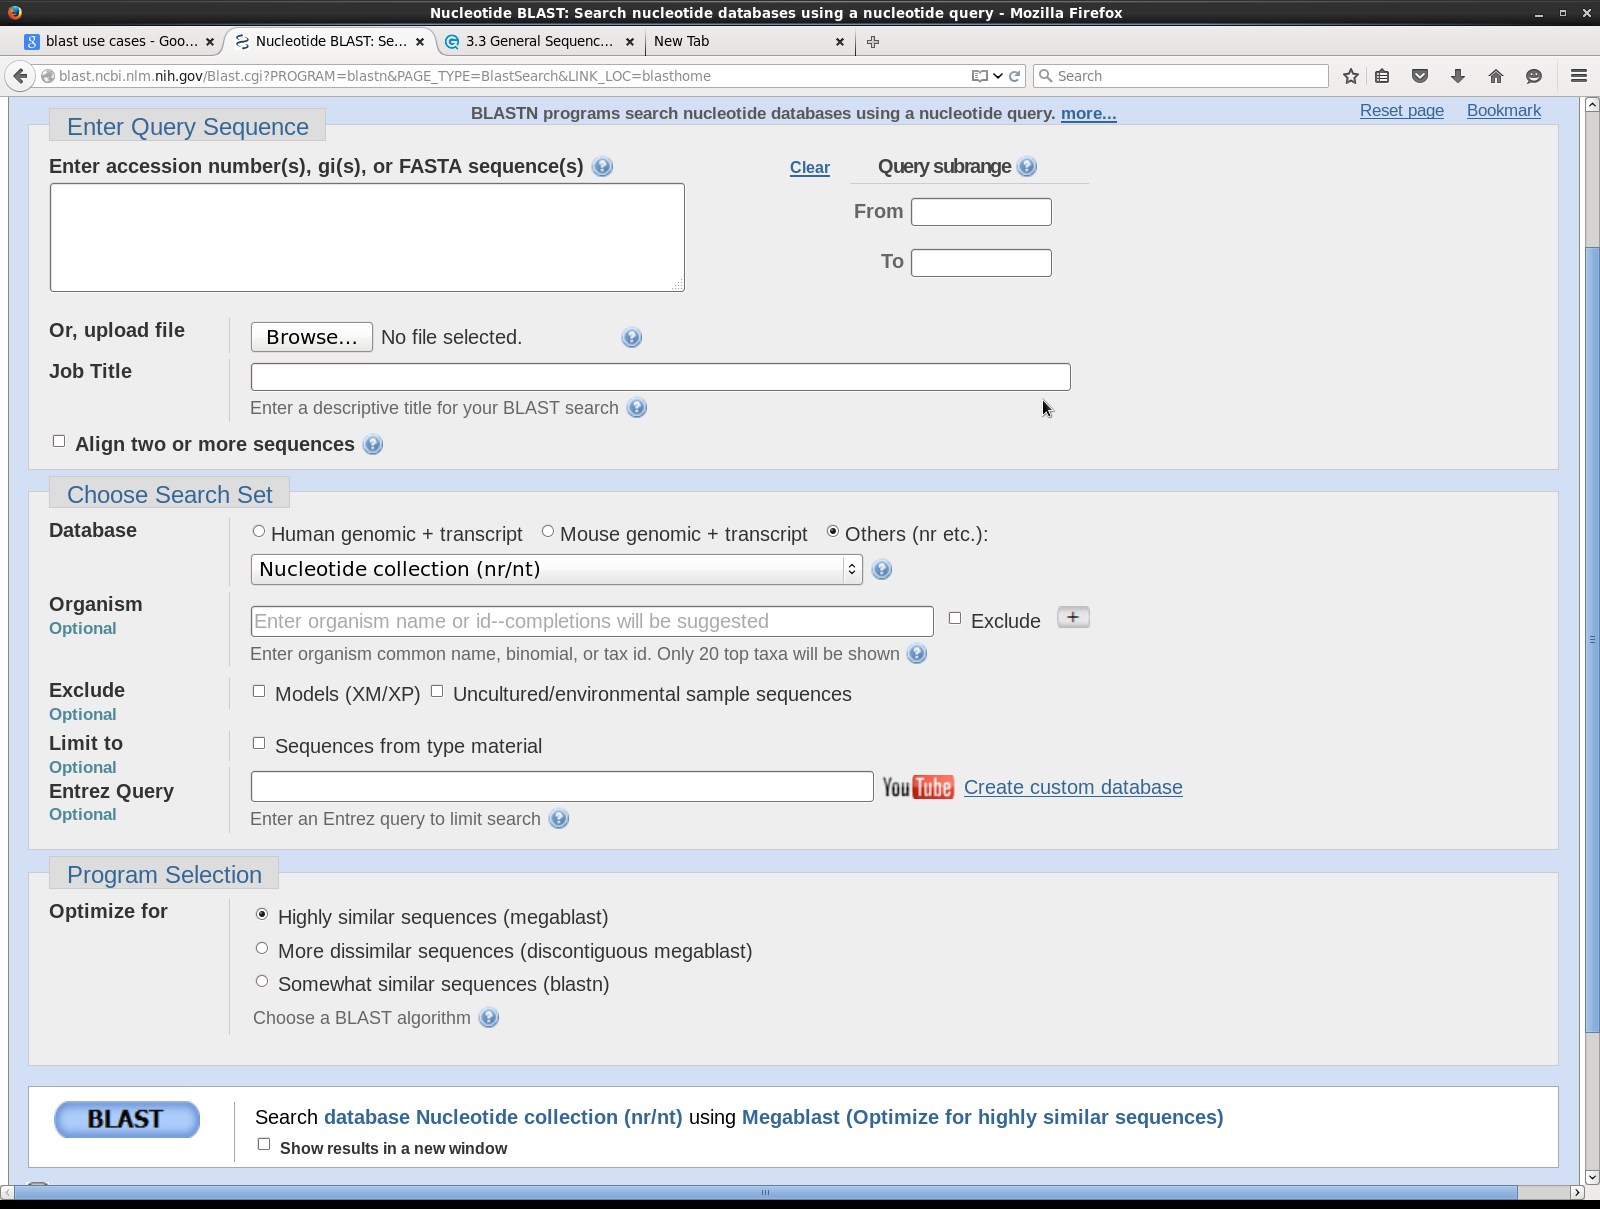 Nucleotide BLAST: Search nucleotide databases using a nucleotide query - Mozilla Firefox
blast use cases - Goo... Nucleotide BLAST: Se... 3.3 General Sequenc... New Tab
blast.ncbi.nlm.nih.gov/Blast.cgi?PROGRAM=blastn&PAGE_TYPE=BlastSearch&LINK_LOC=blasthome Search
BLASTN programs search nucleotide databases using a nucleotide query. more... Reset page Bookmark
Enter Query Sequence
Enter accession number(s), gi(s), or FASTA sequence(s) Clear Query subrange
From
To
Or, upload file Browse... No file selected.
Job Title
Enter a descriptive title for your BLAST search
Align two or more sequences
Choose Search Set
Database Human genomic + transcript Mouse genomic + transcript Others (nr etc.):
Nucleotide collection (nr/nt)
Organism
Optional
Enter organism name or id--completions will be suggested Exclude +
Enter organism common name, binomial, or tax id. Only 20 top taxa will be shown
Exclude
Optional
Models (XM/XP) Uncultured/environmental sample sequences
Limit to
Optional
Sequences from type material
Entrez Query
Optional
YouTube Create custom database
Enter an Entrez query to limit search
Program Selection
Optimize for
Highly similar sequences (megablast)
More dissimilar sequences (discontiguous megablast)
Somewhat similar sequences (blastn)
Choose a BLAST algorithm
BLAST
Search database Nucleotide collection (nr/nt) using Megablast (Optimize for highly similar sequences)
Show results in a new window